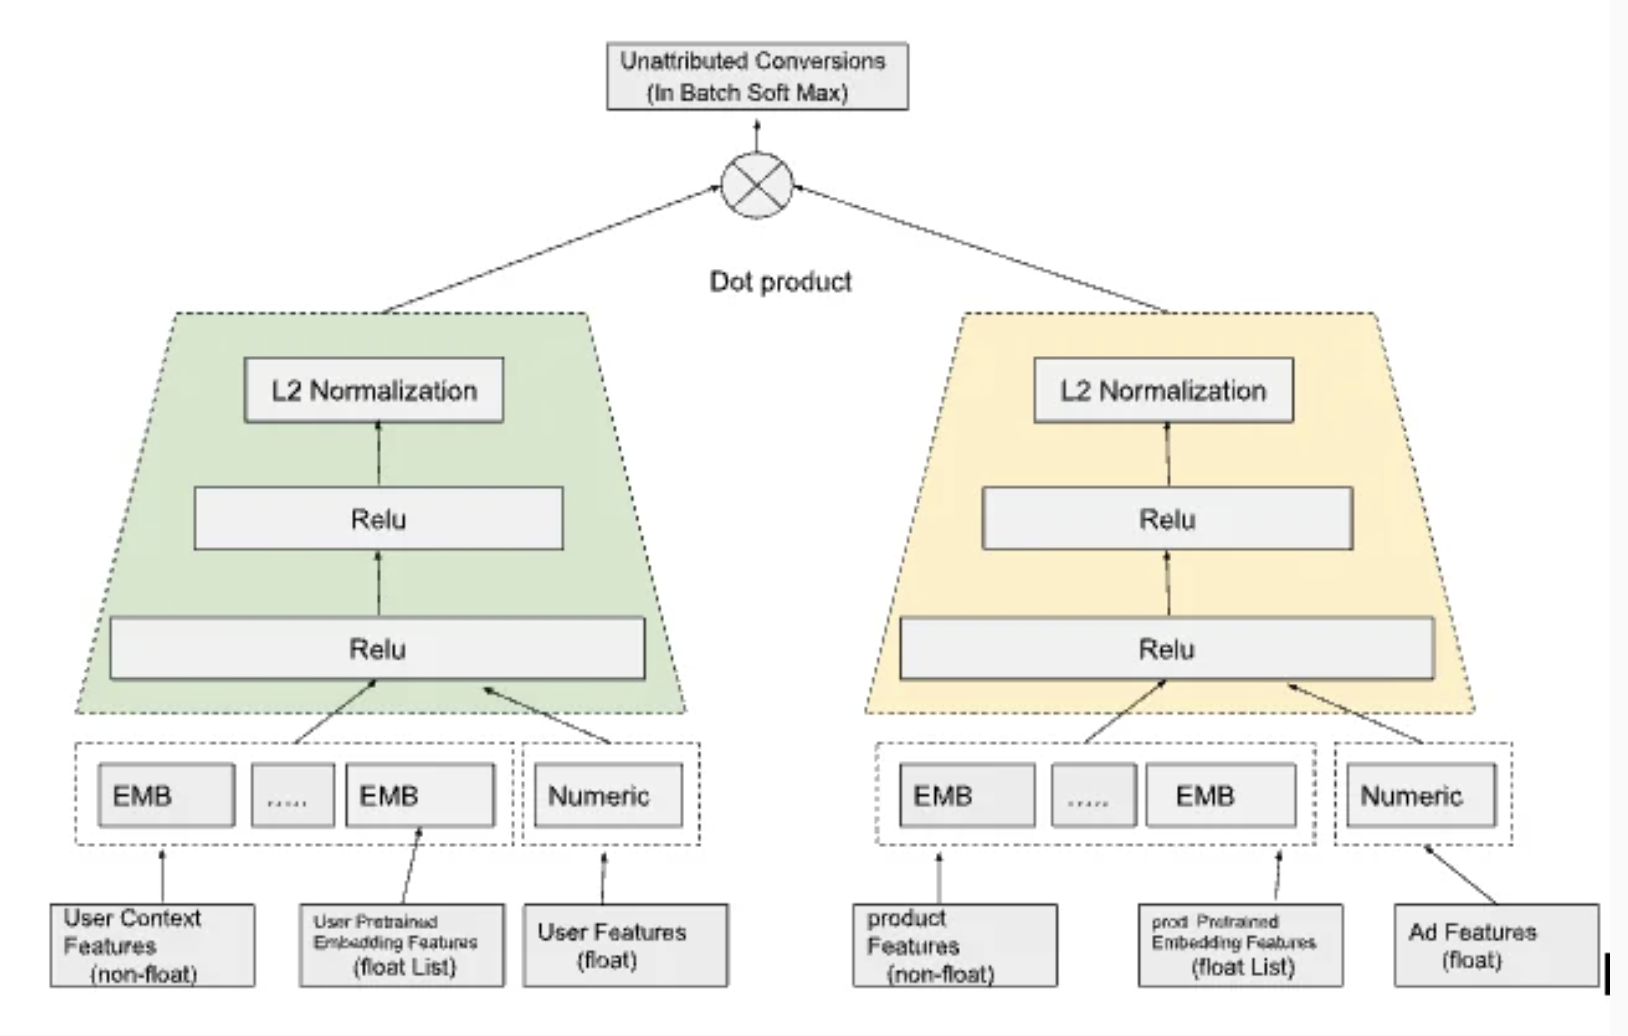 Unattributed Conversions
(In Batch Soft Max)
Dot product
L2 Normalization
L2 Normalization
Relu
Relu
Relu
Relu
EMB
.....
EMB
Numeric
EMB
.....
EMB
Numeric
User Context
Features
(non-float)
User Pretrained
Embedding Features
(float List)
User Features
(float)
product
Features
(non-float)
prod Pretrained
Embedding Features
(float List)
Ad Features
(float)